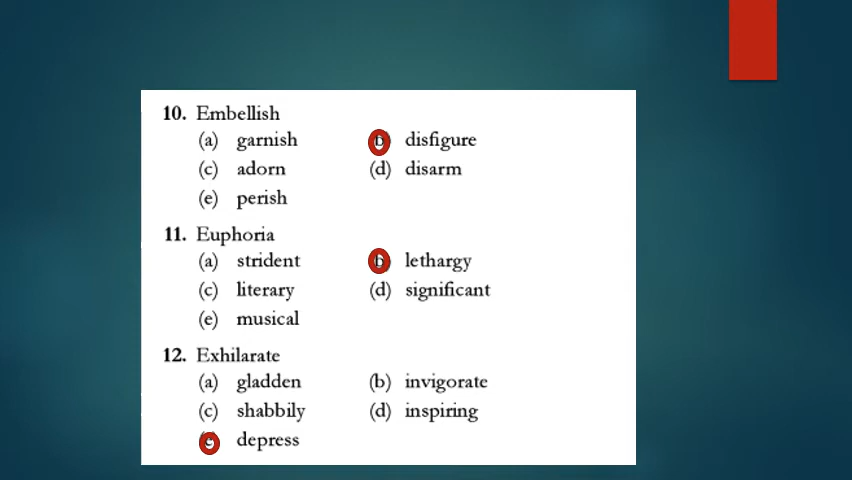 10. Embellish
(a) garnish (b) disfigure
(c) adorn (d) disarm
(e) perish
11. Euphoria
(a) strident (b) lethargy
(c) literary (d) significant
(e) musical
12. Exhilarate
(a) gladden (b) invigorate
(c) shabbily (d) inspiring
(e) depress